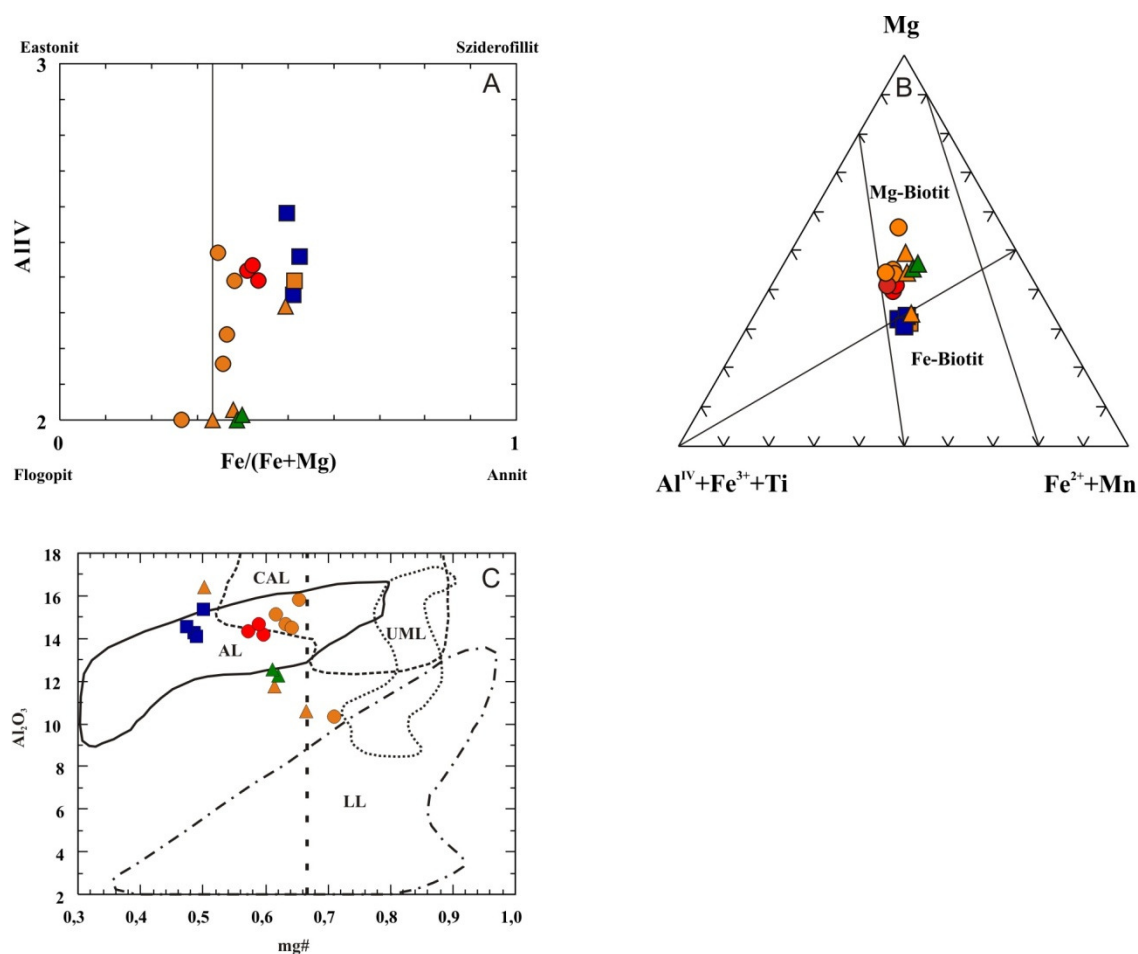 Eastonit
Sziderofillit
3
A
AlIV
2
0
Fe/(Fe+Mg)
1
Flogopit
Annit
Mg
B
Mg-Biotit
Fe-Biotit
Al^IV+Fe³⁺+Ti
Fe²⁺+Mn
18
16
14
12
10
8
6
4
2
C
CAL
UML
AL
LL
Al₂O₃
0,3 0,4 0,5 0,6 0,7 0,8 0,9 1,0
mg#